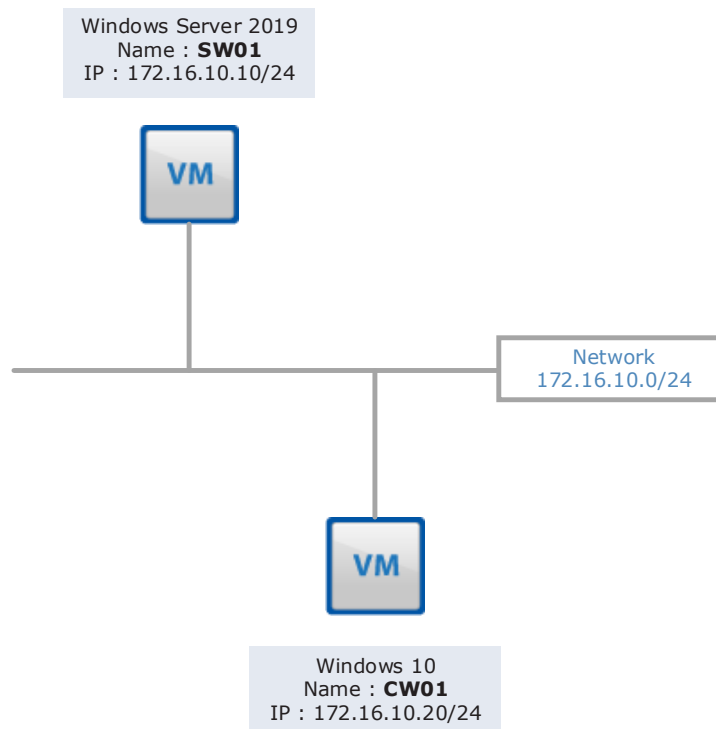 Windows Server 2019
Name : SW01
IP : 172.16.10.10/24
VM
Network
172.16.10.0/24
VM
Windows 10
Name : CW01
IP : 172.16.10.20/24